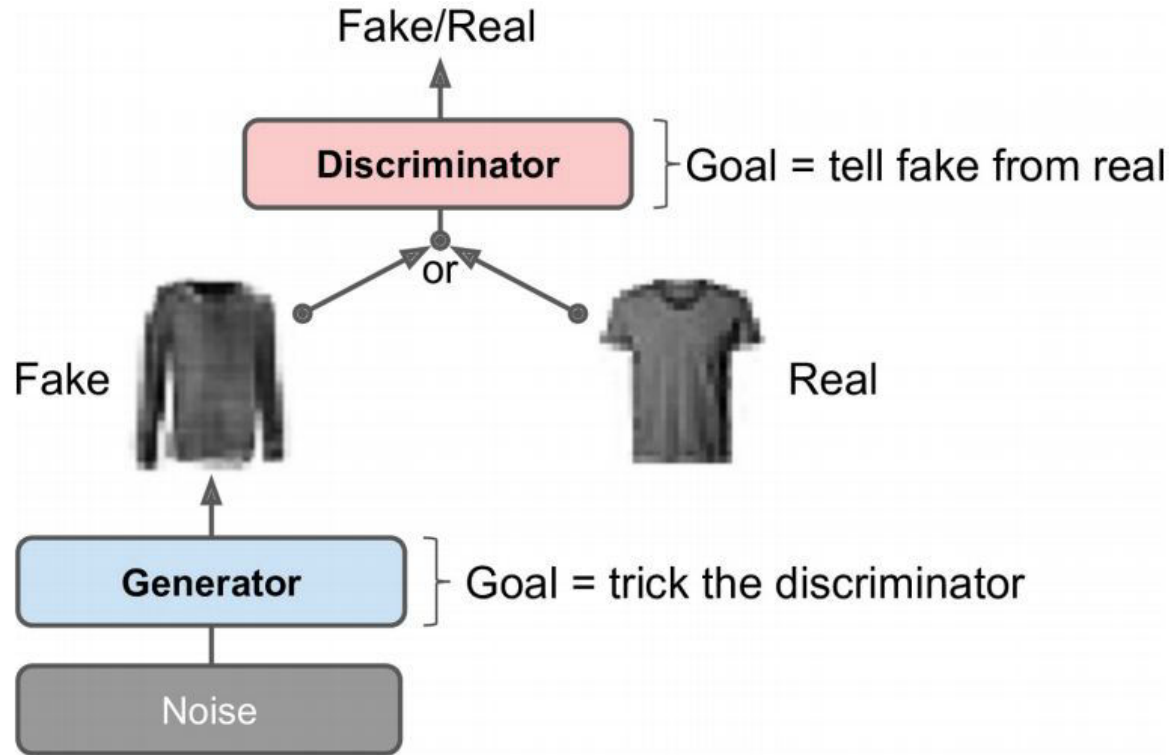 Fake/Real
Discriminator
Goal = tell fake from real
or
Fake
Real
Generator
Goal = trick the discriminator
Noise